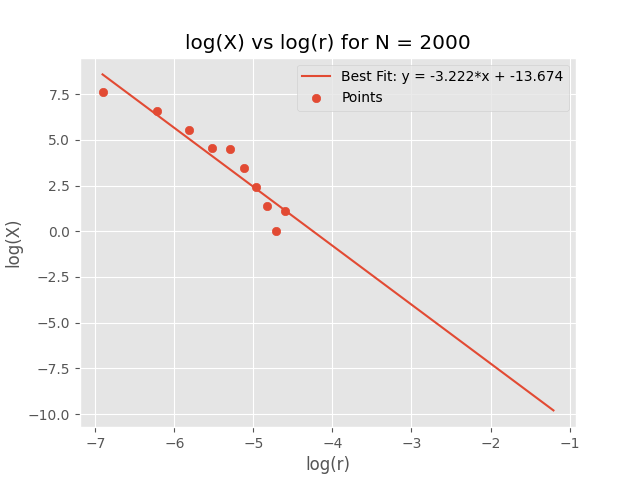 log(X) vs log(r) for N = 2000
Best Fit: y = -3.222*x + -13.674
Points
log(X)
7.5
5.0
2.5
0.0
−2.5
−5.0
−7.5
−10.0
−7 −6 −5 −4 −3 −2 −1
log(r)